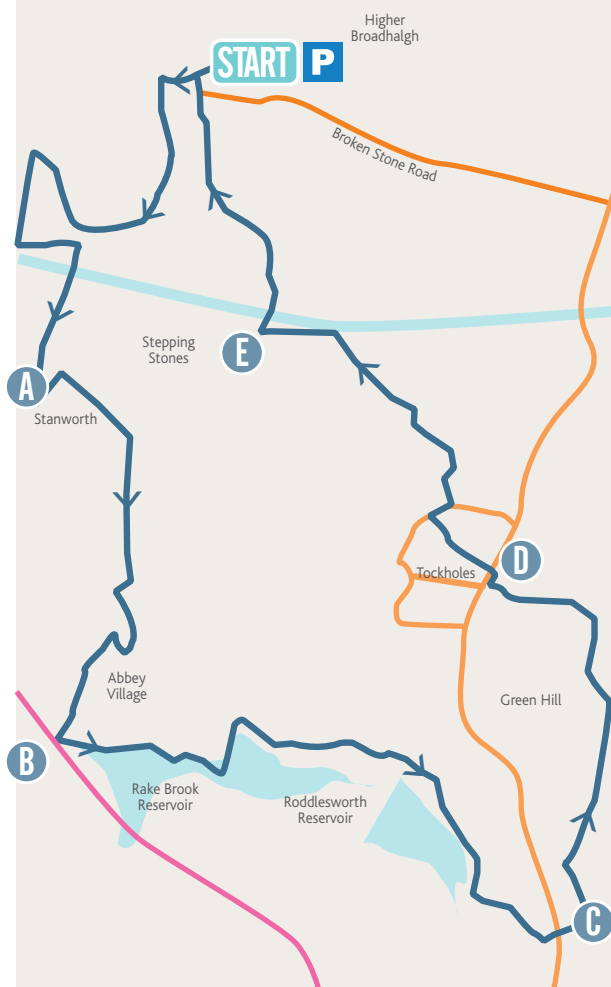 Higher
Broadhalgh
START P
Broken Stone Road
Stepping
Stones
E
A
Stanworth
D
Tockholes
Abbey
Village
Green Hill
B
Rake Brook
Reservoir
Roddlesworth
Reservoir
C